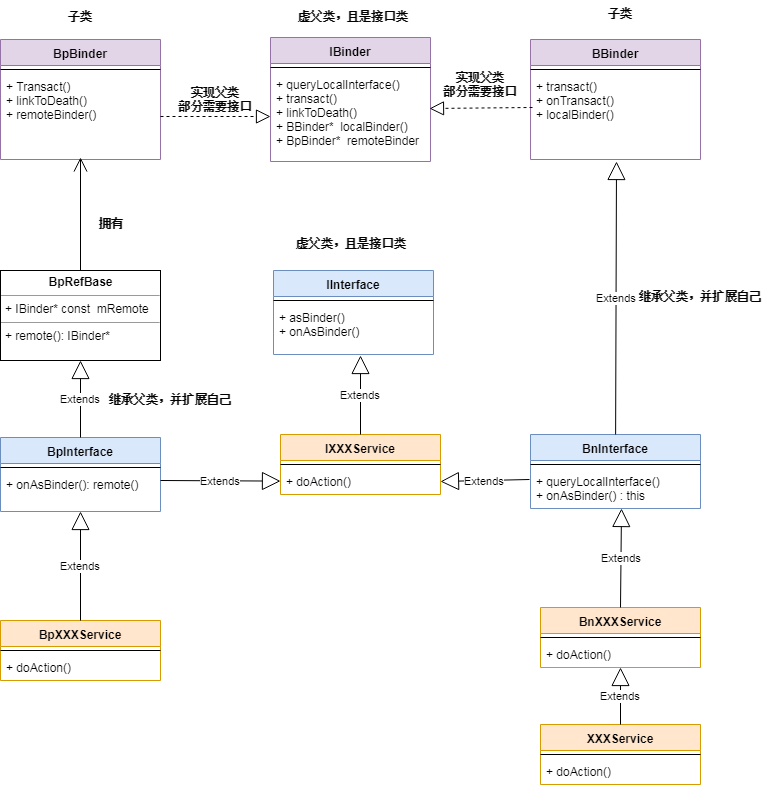 子类
虚父类，且是接口类
子类
BpBinder
+ Transact()
+ linkToDeath()
+ remoteBinder()
IBinder
+ queryLocalInterface()
+ transact()
+ linkToDeath()
+ BBinder* localBinder()
+ BpBinder* remoteBinder
BBinder
+ transact()
+ onTransact()
+ localBinder()
实现父类
部分需要接口
实现父类
部分需要接口
拥有
虚父类，且是接口类
BpRefBase
+ IBinder* const mRemote
+ remote(): IBinder*
IInterface
+ asBinder()
+ onAsBinder()
Extends 继承父类，并扩展自己
Extends 继承父类，并扩展自己
Extends
BpInterface
+ onAsBinder(): remote()
Extends
IXXXService
+ doAction()
Extends
BnInterface
+ queryLocalInterface()
+ onAsBinder() : this
Extends
Extends
BpXXXService
+ doAction()
BnXXXService
+ doAction()
Extends
XXXService
+ doAction()